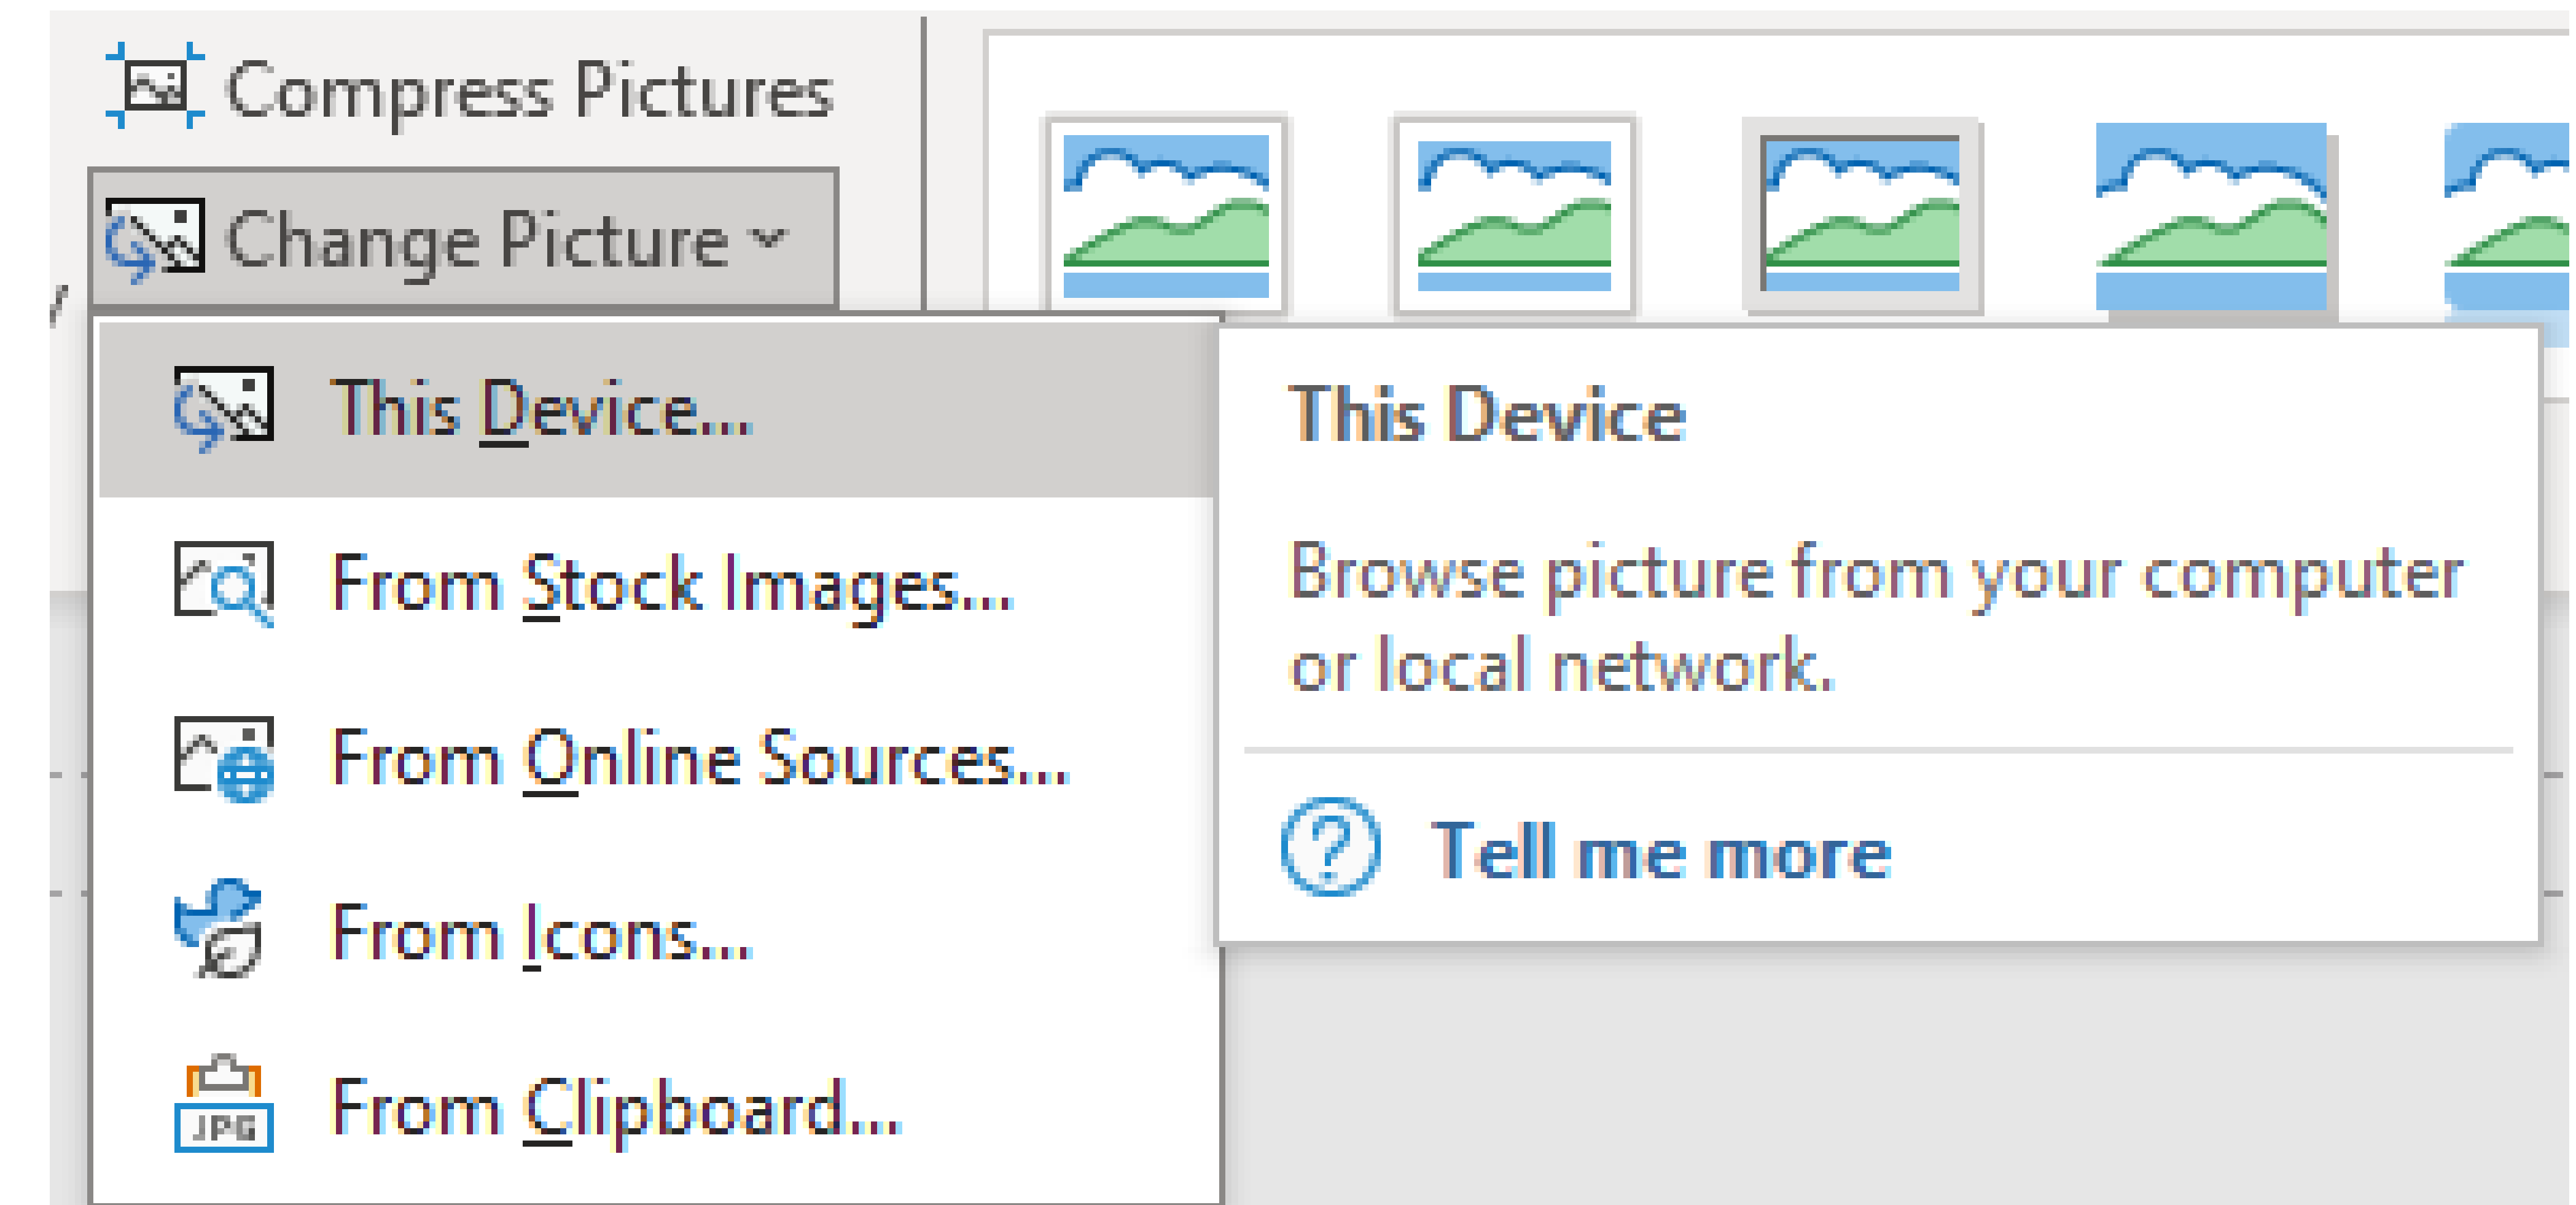 Compress Pictures
Change Picture
This Device...
From Stock Images...
From Online Sources...
From Icons...
JPG
From Clipboard...
This Device
Browse picture from your computer
or local network.
Tell me more